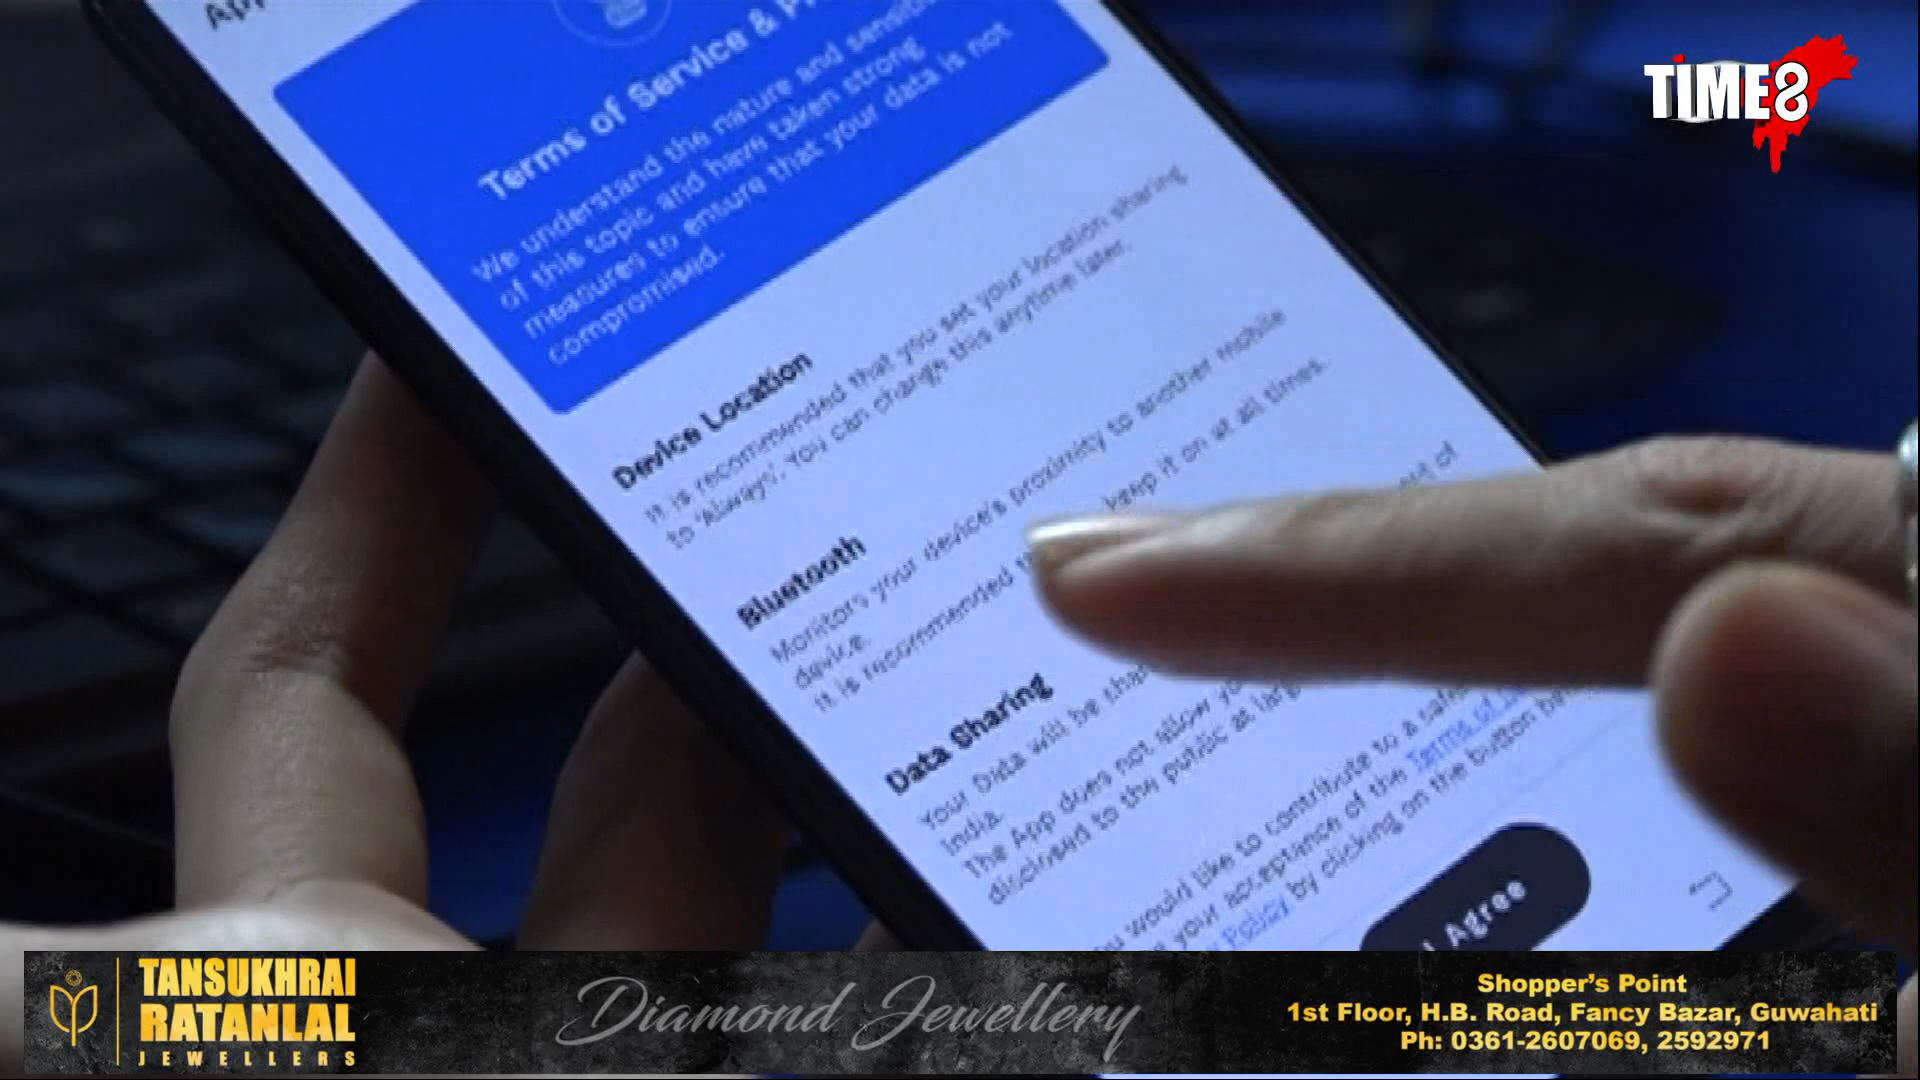 App
TIME8
Terms of Service & Pr
We understand the nature and sensiti
of this topic and have taken strong
measures to ensure that your data is not
compromised.
Device Location
It is recommended that you set your location sharing
to 'Always'. You can change this anytime later.
Bluetooth
Monitors your device's proximity to another mobile
device.
It is recommended keep it on at all times.
Data Sharing
Your Data will be of
India.
The App does not allow
disclosed to the public at
would like to contribute to a
your acceptance of the Terms of
Policy by clicking on the button
I Agree
TANSUKHRAI
RATANLAL
JEWELLERS
Diamond Jewellery
Shopper's Point
1st Floor, H.B. Road, Fancy Bazar, Guwahati
Ph: 0361-2607069, 2592971